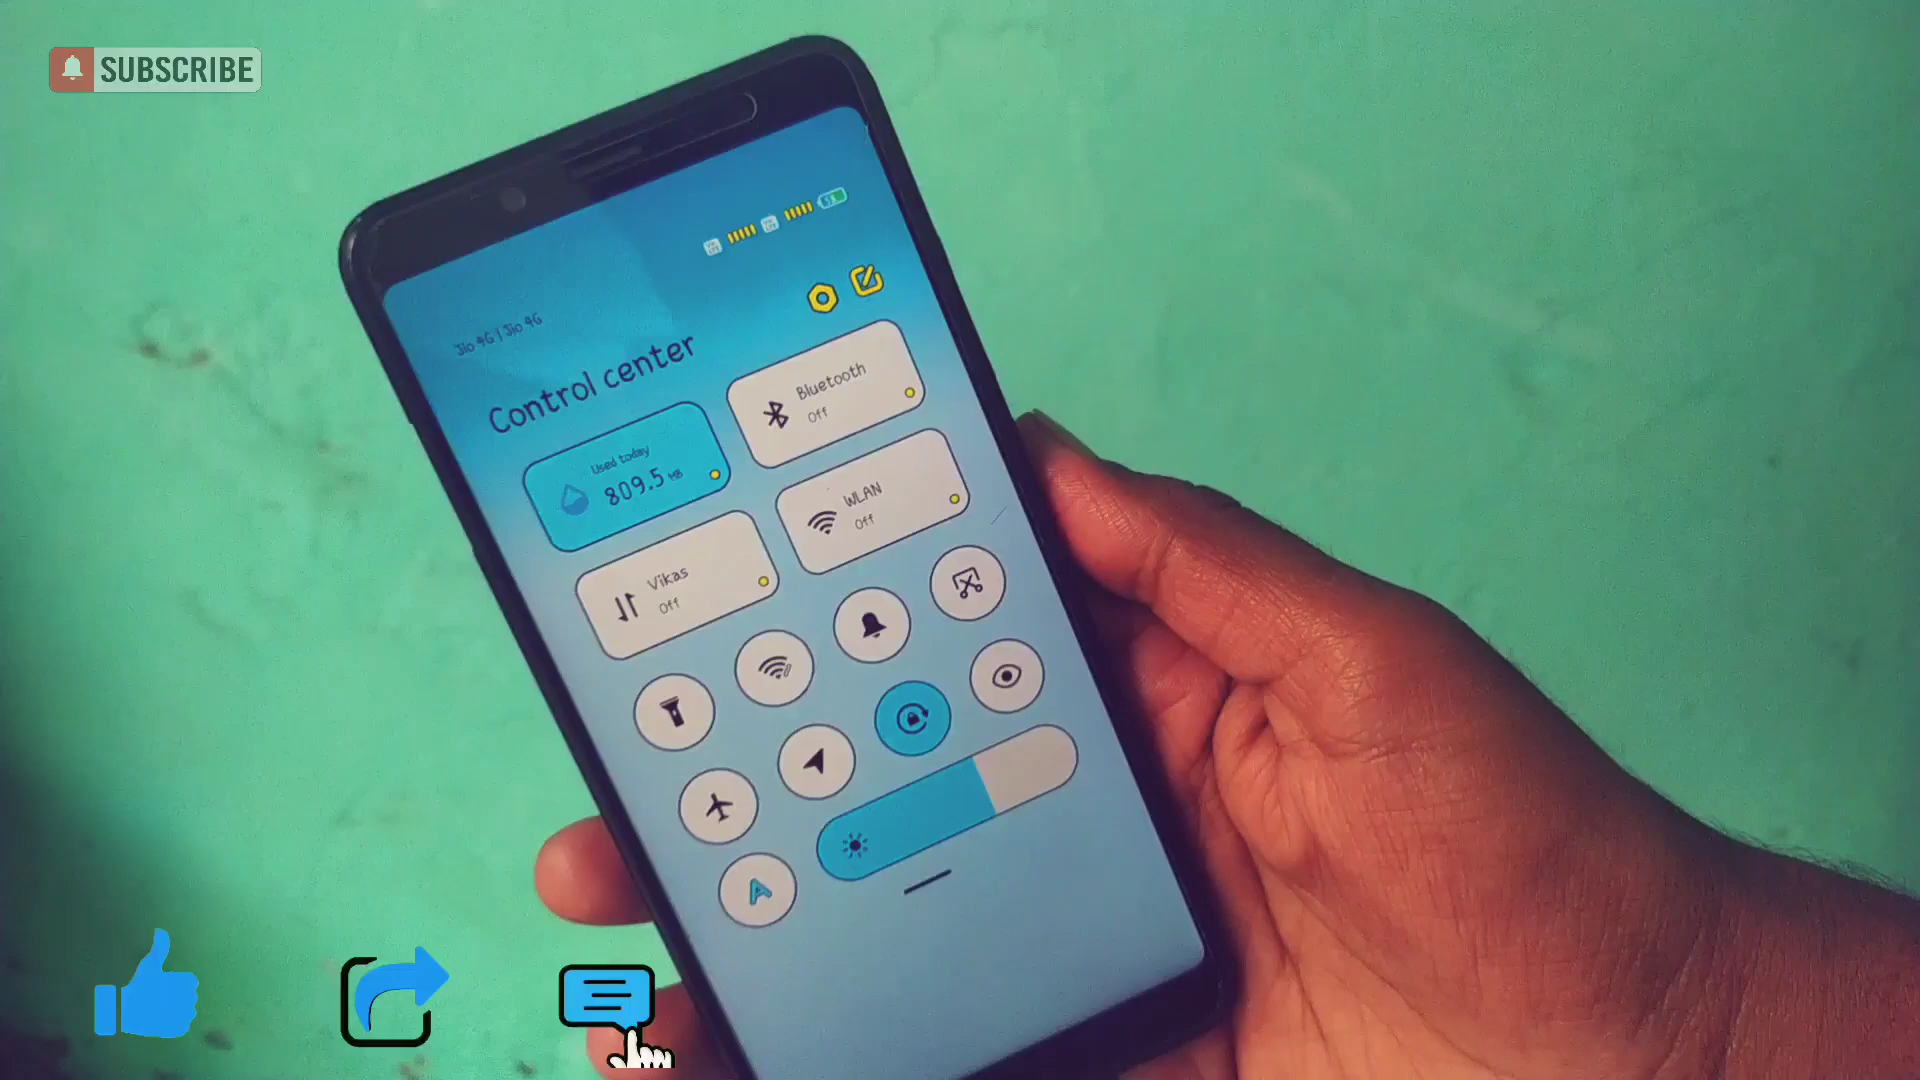 SUBSCRIBE
Jio 4G | Jio 4G
Control center
Used today
809.5 MB
Bluetooth
Off
Vikas
Off
WLAN
Off
A